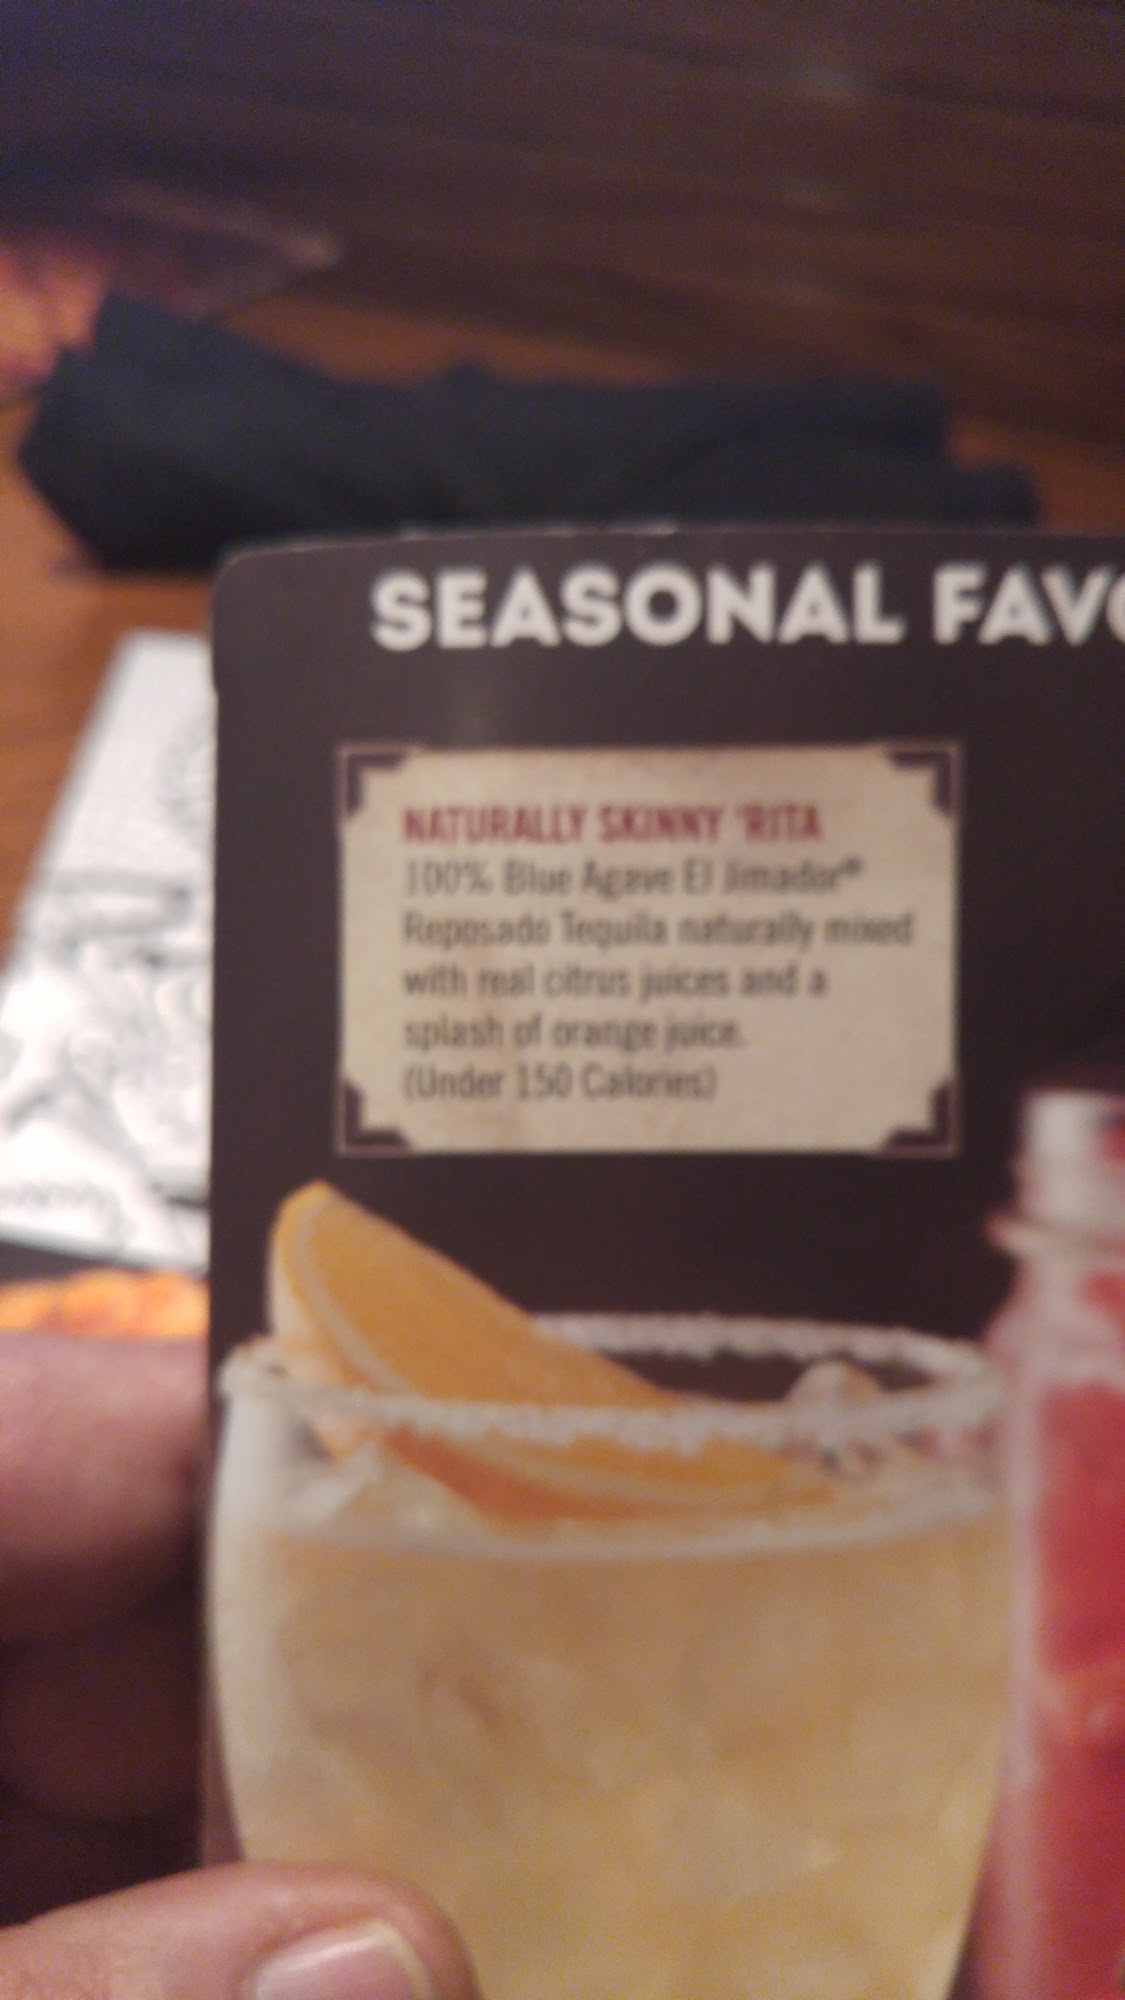 SEASONAL FAVO
NATURALLY SKINNY 'RITA
100% Blue Agave El Jimador®
Reposado Tequila naturally mixed
with real citrus juices and a
splash of orange juice.
(Under 150 Calories)